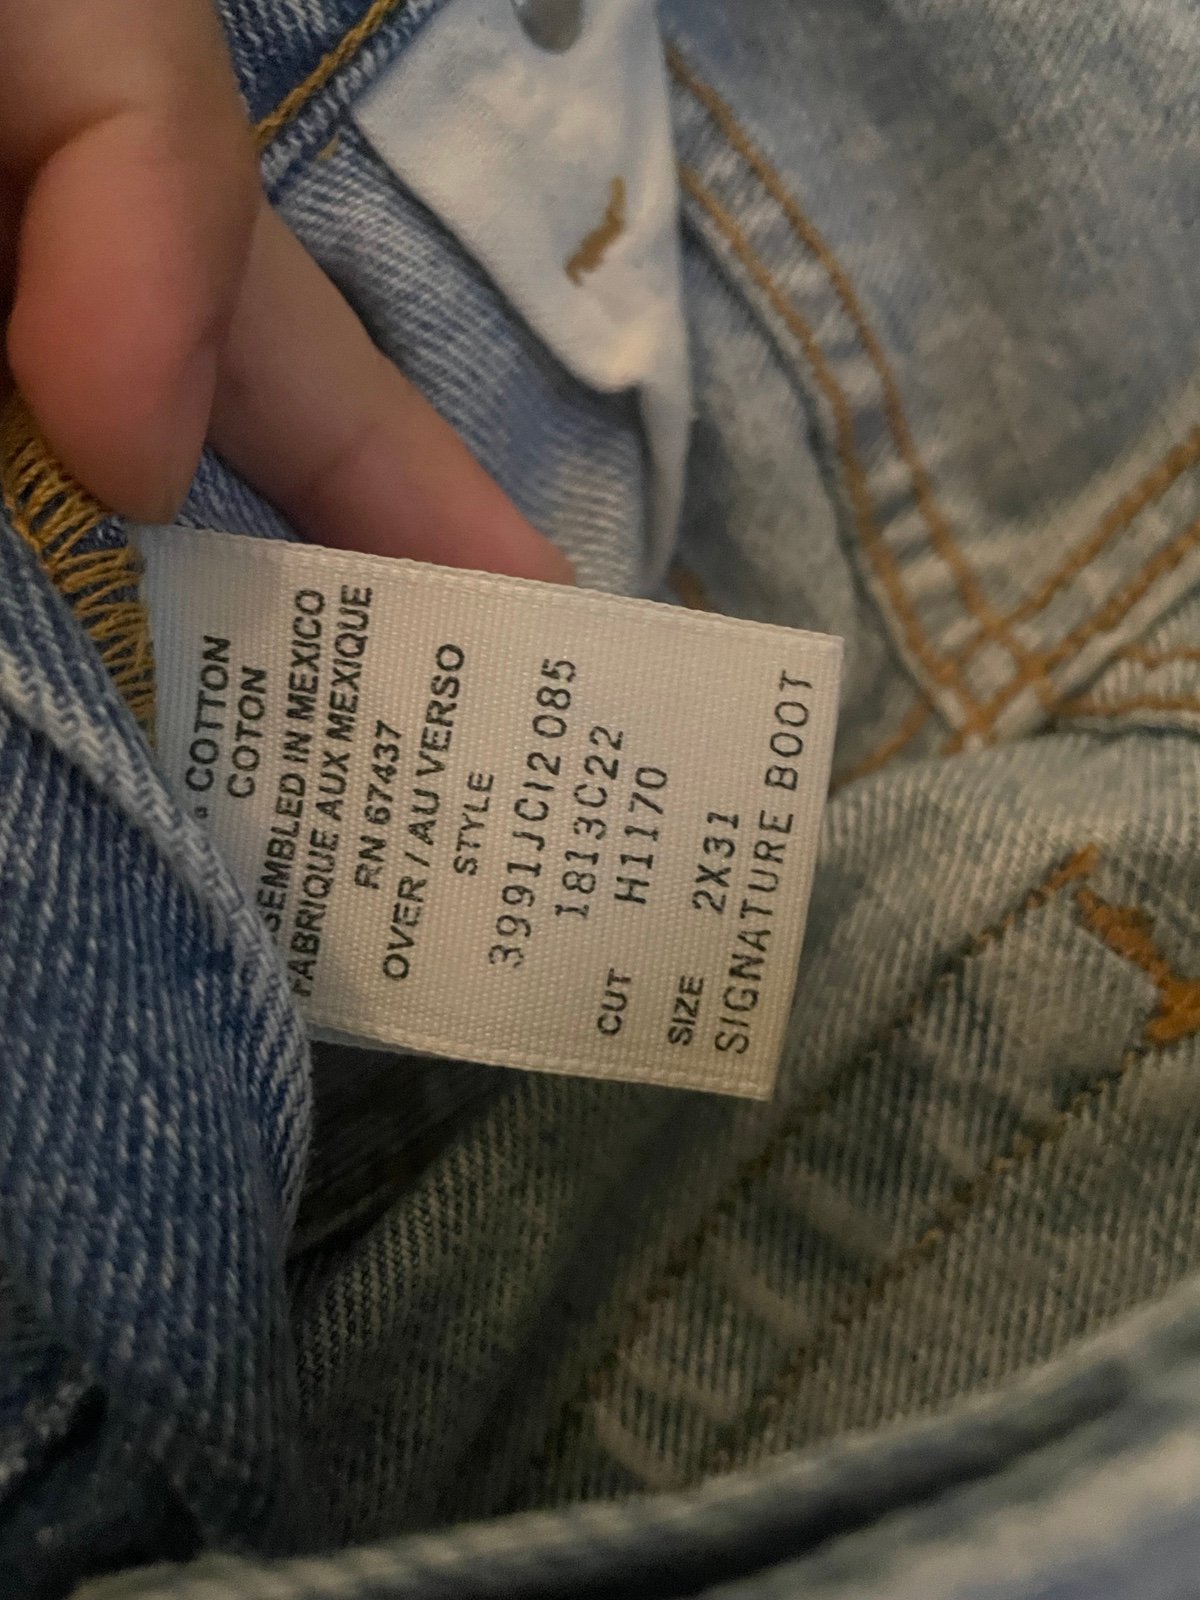 COTTON
COTON
SEMBLED IN MEXICO
FABRIQUE AUX MEXIQUE
RN 67437
OVER / AU VERSO
STYLE
3991JCI2085
1813C22
CUT H1170
SIZE 2X31
SIGNATURE BOOT